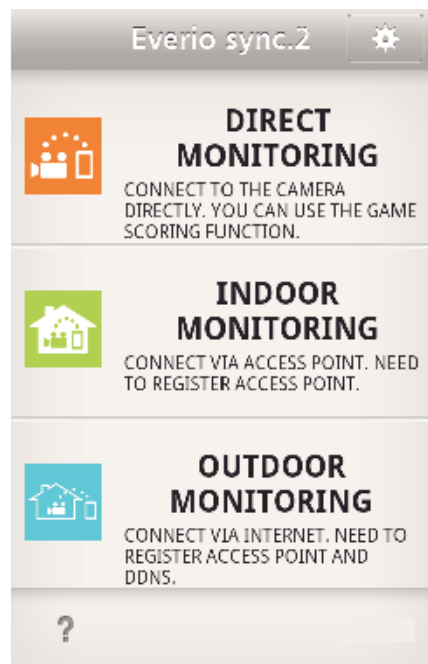 Everio sync.2
DIRECT
MONITORING
CONNECT TO THE CAMERA
DIRECTLY. YOU CAN USE THE GAME
SCORING FUNCTION.
INDOOR
MONITORING
CONNECT VIA ACCESS POINT. NEED
TO REGISTER ACCESS POINT.
OUTDOOR
MONITORING
CONNECT VIA INTERNET. NEED TO
REGISTER ACCESS POINT AND
DDNS.
?